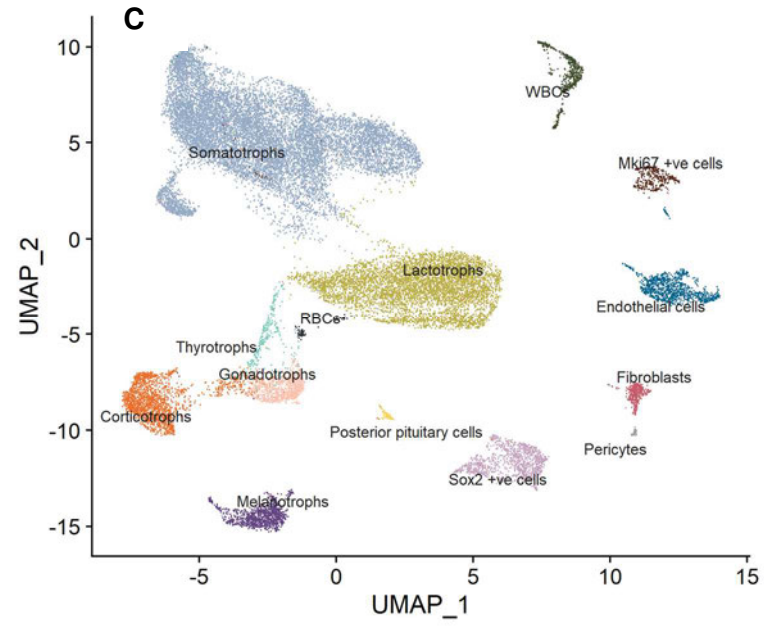 C
10
WBCs
5
Somatotrophs
Mki67 +ve cells
0
Lactotrophs
UMAP_2
Endothelial cells
-5
RBCs
Thyrotrophs
Gonadotrophs
Fibroblasts
Corticotrophs
-10
Posterior pituitary cells
Pericytes
Sox2 +ve cells
Melanotrophs
-15
-5 0 5 10 15
UMAP_1